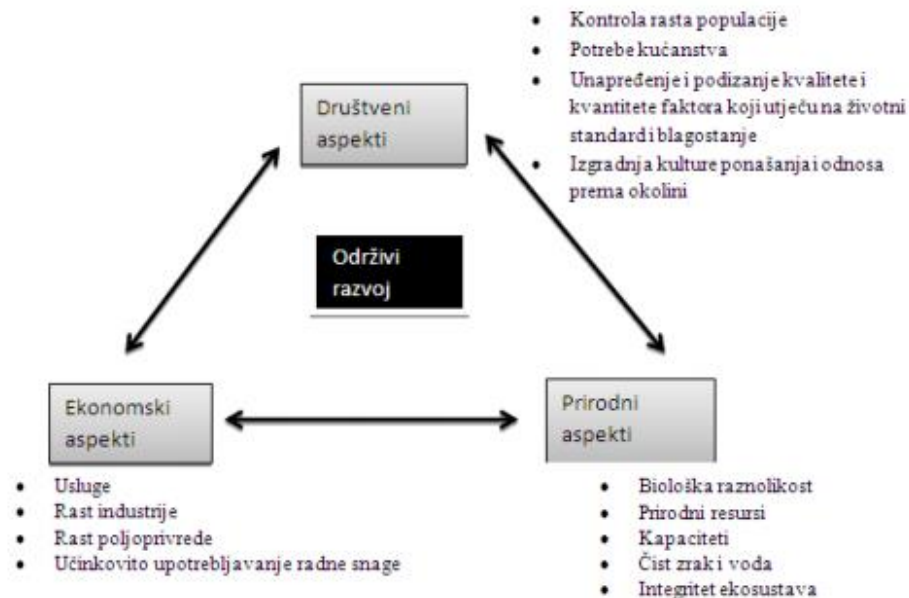 • Kontrola rasta populacije
• Potrebe kućanstva
• Unapređenje i podizanje kvalitete i
kvantitete faktora koji utječu na životni
standard i blagostanje
• Izgradnja kulture ponašanja i odnosa
prema okolini
Društveni
aspekti
Održivi
razvoj
Ekonomski
aspekti
• Usluge
• Rast industrije
• Rast poljoprivrede
• Učinkovito upotrebljavanje radne snage
Prirodni
aspekti
• Biološka raznolikost
• Prirodni resursi
• Kapaciteti
• Čist zrak i voda
• Integritet ekosustava